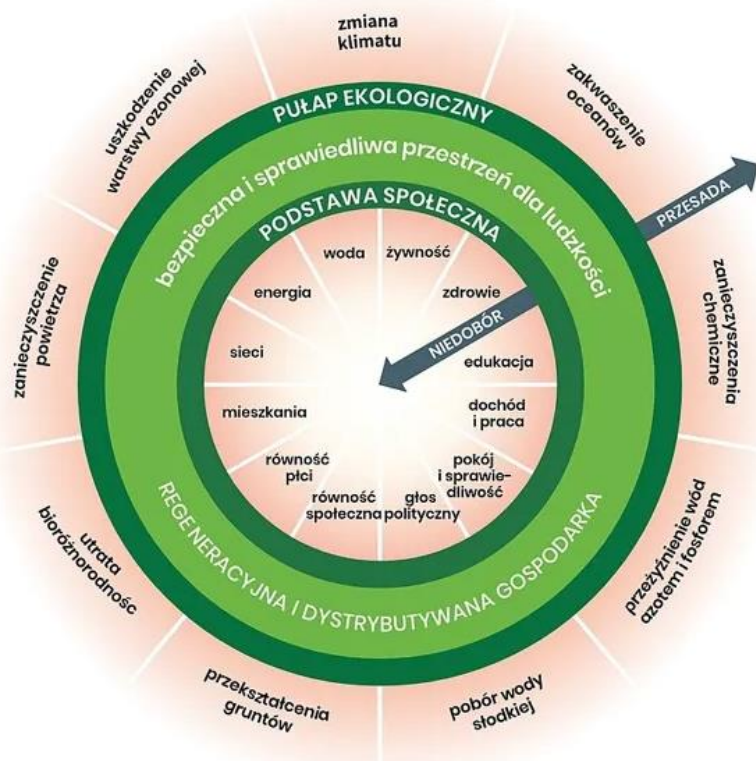 zmiana
klimatu
zakwaszenie
oceanów
zanieczyszczenia
chemiczne
przeżyźnienie wód
azotem i fosforem
pobór wody
słodkiej
przekształcenia
gruntów
utrata
bioróżnorodnośc
zanieczyszczenie
powietrza
uszkodzenie
warstwy ozonowej
PUŁAP EKOLOGICZNY
bezpieczna i sprawiedliwa przestrzeń dla ludzkości
PODSTAWA SPOŁECZNA
PRZESADA
NIEDOBÓR
woda
żywność
zdrowie
edukacja
dochód
i praca
pokój
i sprawie-
dliwość
głos
polityczny
równość
społeczna
równość
płci
mieszkania
sieci
energia
REGENERACYJNA I DYSTRYBUTYWANA GOSPODARKA